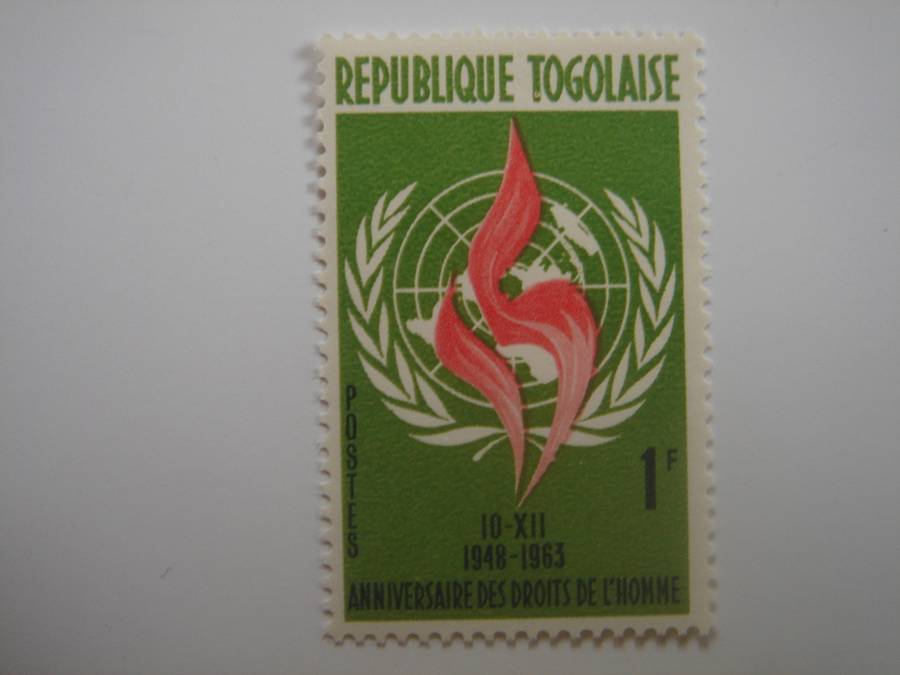 REPUBLIQUE TOGOLAISE
POSTES
1F
10-XII
1948-1963
ANNIVERSAIRE DES DROITS DE L'HOMME